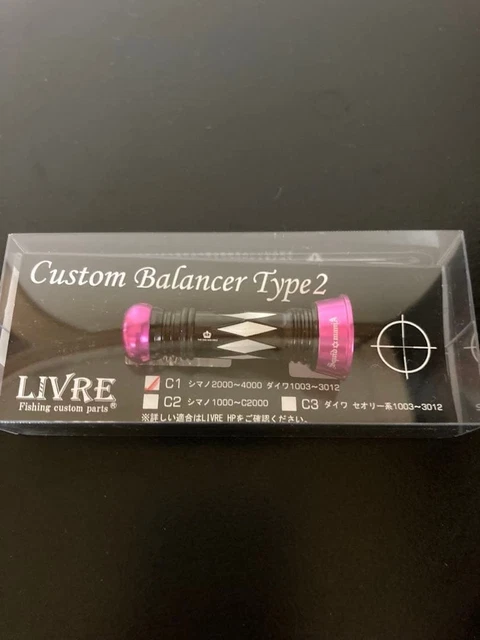 Custom Balancer Type2
LIVRE
Fishing custom parts®
C1 シマノ2000～4000 ダイワ1003～3012
C2 シマノ1000～C2000 C3 ダイワ セオリー系1003～3012
※詳しい適合はLIVRE HPをご確認ください。